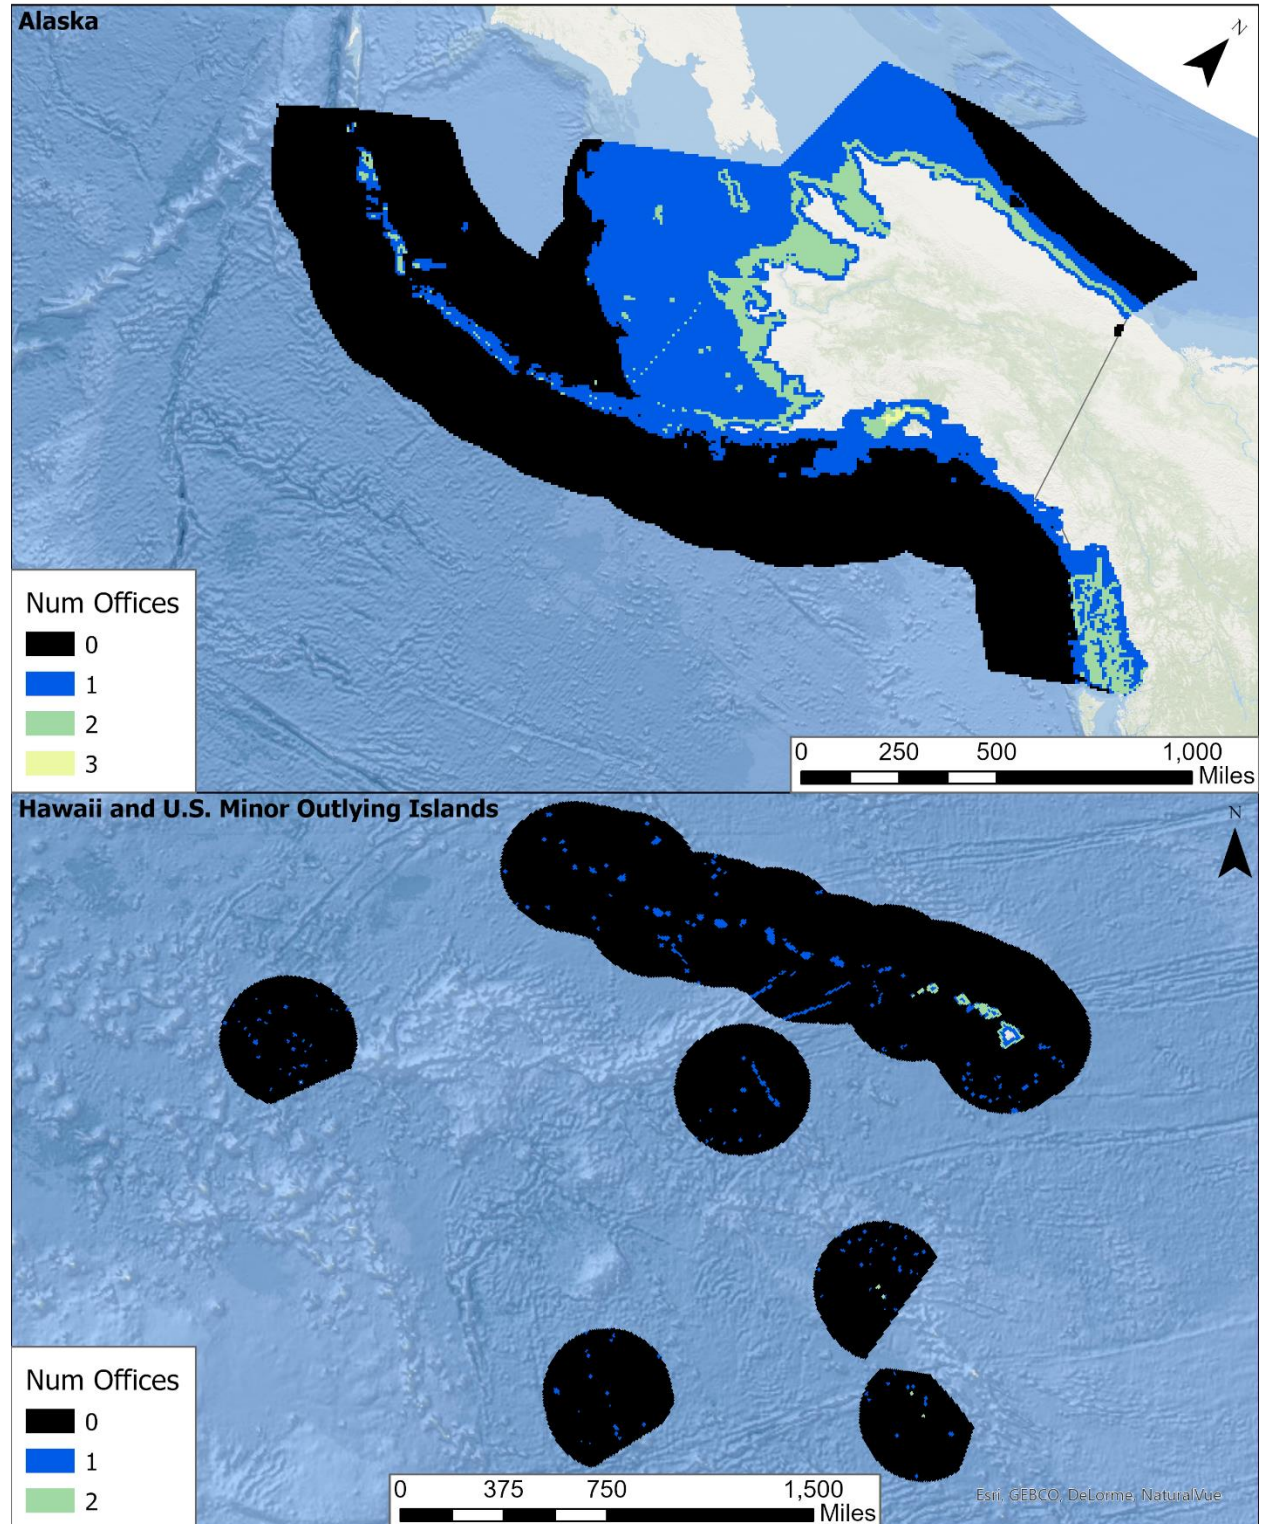 Alaska
N
Num Offices
0
1
2
3
0 250 500 1,000
Miles
Hawaii and U.S. Minor Outlying Islands
N
Num Offices
0
1
2
0 375 750 1,500
Miles
Esri, GEBCO, DeLorme, NaturalVue